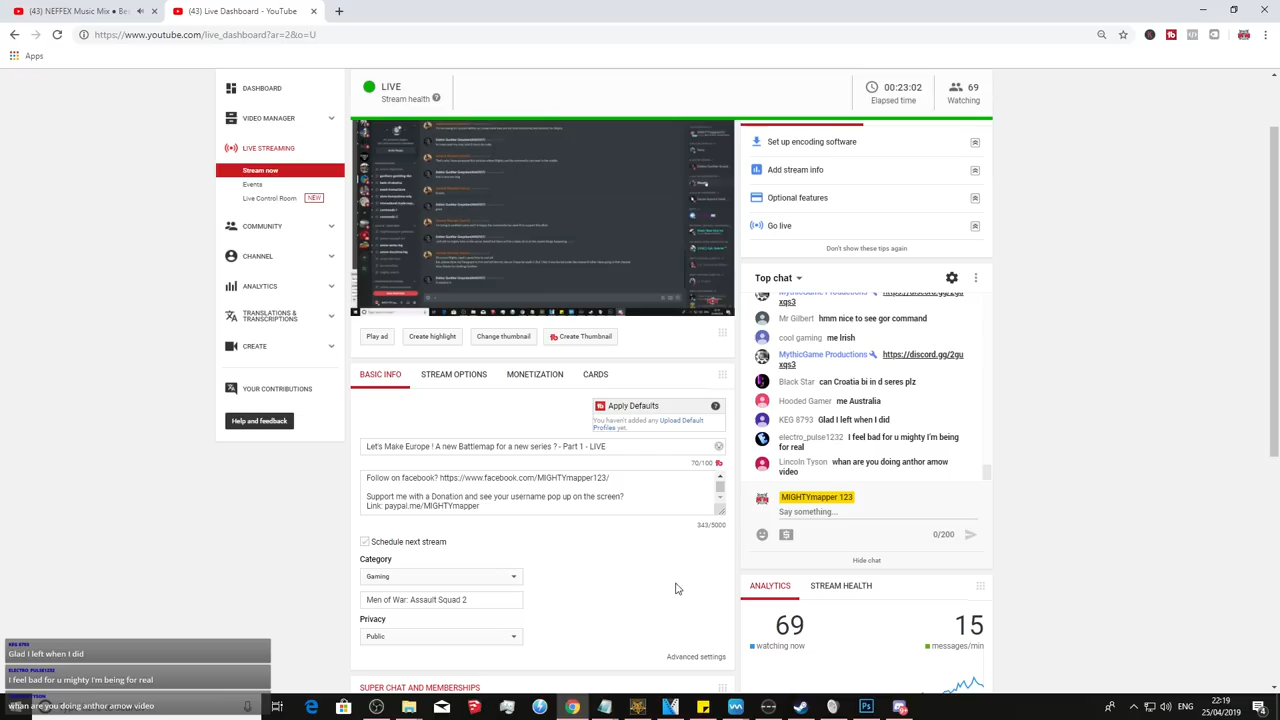 (43) NEFFEX Music Mix ● Be
(43) Live Dashboard - YouTube
https://www.youtube.com/live_dashboard?ar=2&o=U
Apps
DASHBOARD
VIDEO MANAGER
LIVE STREAMING
Stream now
Events
Live Control Room NEW
COMMUNITY
CHANNEL
ANALYTICS
TRANSLATIONS &
TRANSCRIPTIONS
CREATE
YOUR CONTRIBUTIONS
Help and feedback
LIVE
Stream health ?
00:23:02
Elapsed time
69
Watching
Play ad
Create highlight
Change thumbnail
Create Thumbnail
BASIC INFO
STREAM OPTIONS
MONETIZATION
CARDS
Apply Defaults
You haven't added any Upload Default
Profiles yet.
Let's Make Europe ! A new Battlemap for a new series ? - Part 1 - LIVE
70/100
Follow on facebook? https://www.facebook.com/MIGHTYmapper123/
Support me with a Donation and see your username pop up on the screen?
Link: paypal.me/MIGHTYmapper
343/5000
Schedule next stream
Category
Gaming
Men of War: Assault Squad 2
Privacy
Public
Advanced settings
SUPER CHAT AND MEMBERSHIPS
Set up encoding software
Add stream info
Optional features
Go live
Don't show these tips again
Top chat
MythicGame Productions https://discord.gg/2gu
xqs3
Mr Gilbert hmm nice to see gor command
cool gaming me Irish
MythicGame Productions https://discord.gg/2gu
xqs3
Black Star can Croatia bi in d seres plz
Hooded Gamer me Australia
KEG 8793 Glad I left when I did
electro_pulse1232 I feel bad for u mighty I'm being
for real
Lincoln Tyson whan are you doing anthor amow
video
MIGHTYmapper 123
Say something...
0/200
Hide chat
ANALYTICS
STREAM HEALTH
69
watching now
15
messages/min
KEG 8793
Glad I left when I did
ELECTRO_PULSE1232
I feel bad for u mighty I'm being for real
whan are you doing anthor amow video
ENG
22:19
25/04/2019